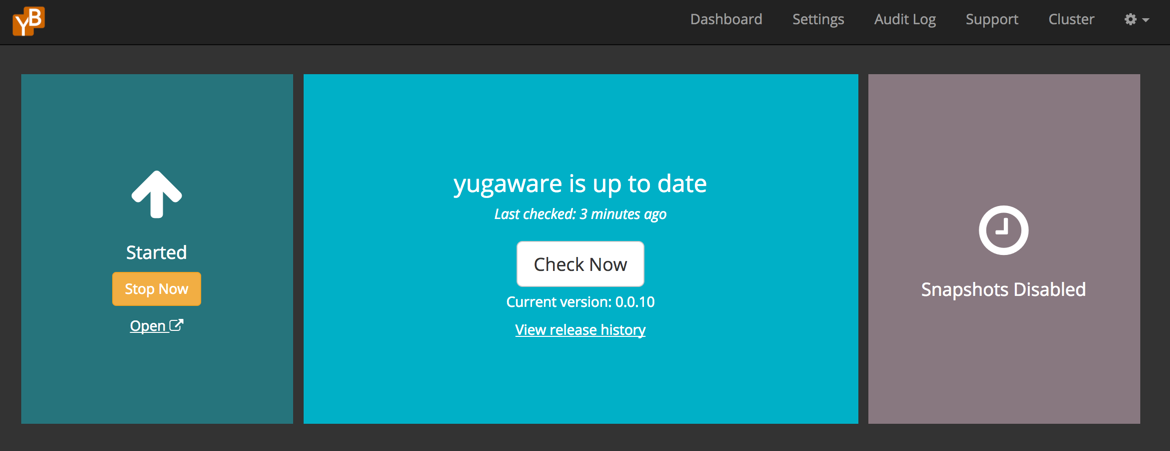 YB
Dashboard Settings Audit Log Support Cluster
Started
Stop Now
Open
yugaware is up to date
Last checked: 3 minutes ago
Check Now
Current version: 0.0.10
View release history
Snapshots Disabled